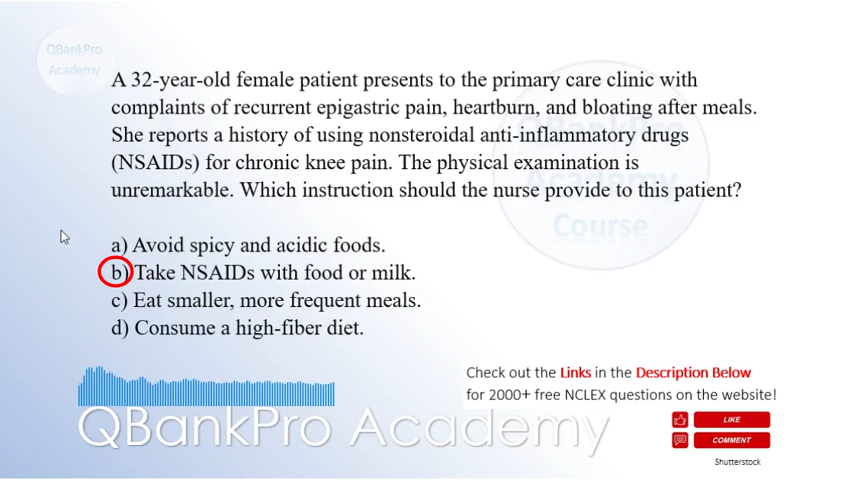 QBankPro
Academy
A 32-year-old female patient presents to the primary care clinic with
complaints of recurrent epigastric pain, heartburn, and bloating after meals.
She reports a history of using nonsteroidal anti-inflammatory drugs
(NSAIDs) for chronic knee pain. The physical examination is
unremarkable. Which instruction should the nurse provide to this patient?
QBankPro
Academy
Course
a) Avoid spicy and acidic foods.
b) Take NSAIDs with food or milk.
c) Eat smaller, more frequent meals.
d) Consume a high-fiber diet.
Check out the Links in the Description Below
for 2000+ free NCLEX questions on the website!
QBankPro Academy
LIKE
COMMENT
Shutterstock